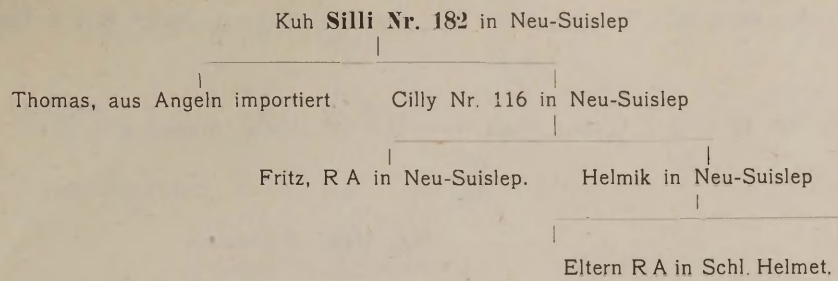 Kuh Silli Nr. 182 in Neu-Suislep
Thomas, aus Angeln importiert Cilly Nr. 116 in Neu-Suislep
Fritz, R A in Neu-Suislep. Helmik in Neu-Suislep
Eltern R A in Schl. Helmet.